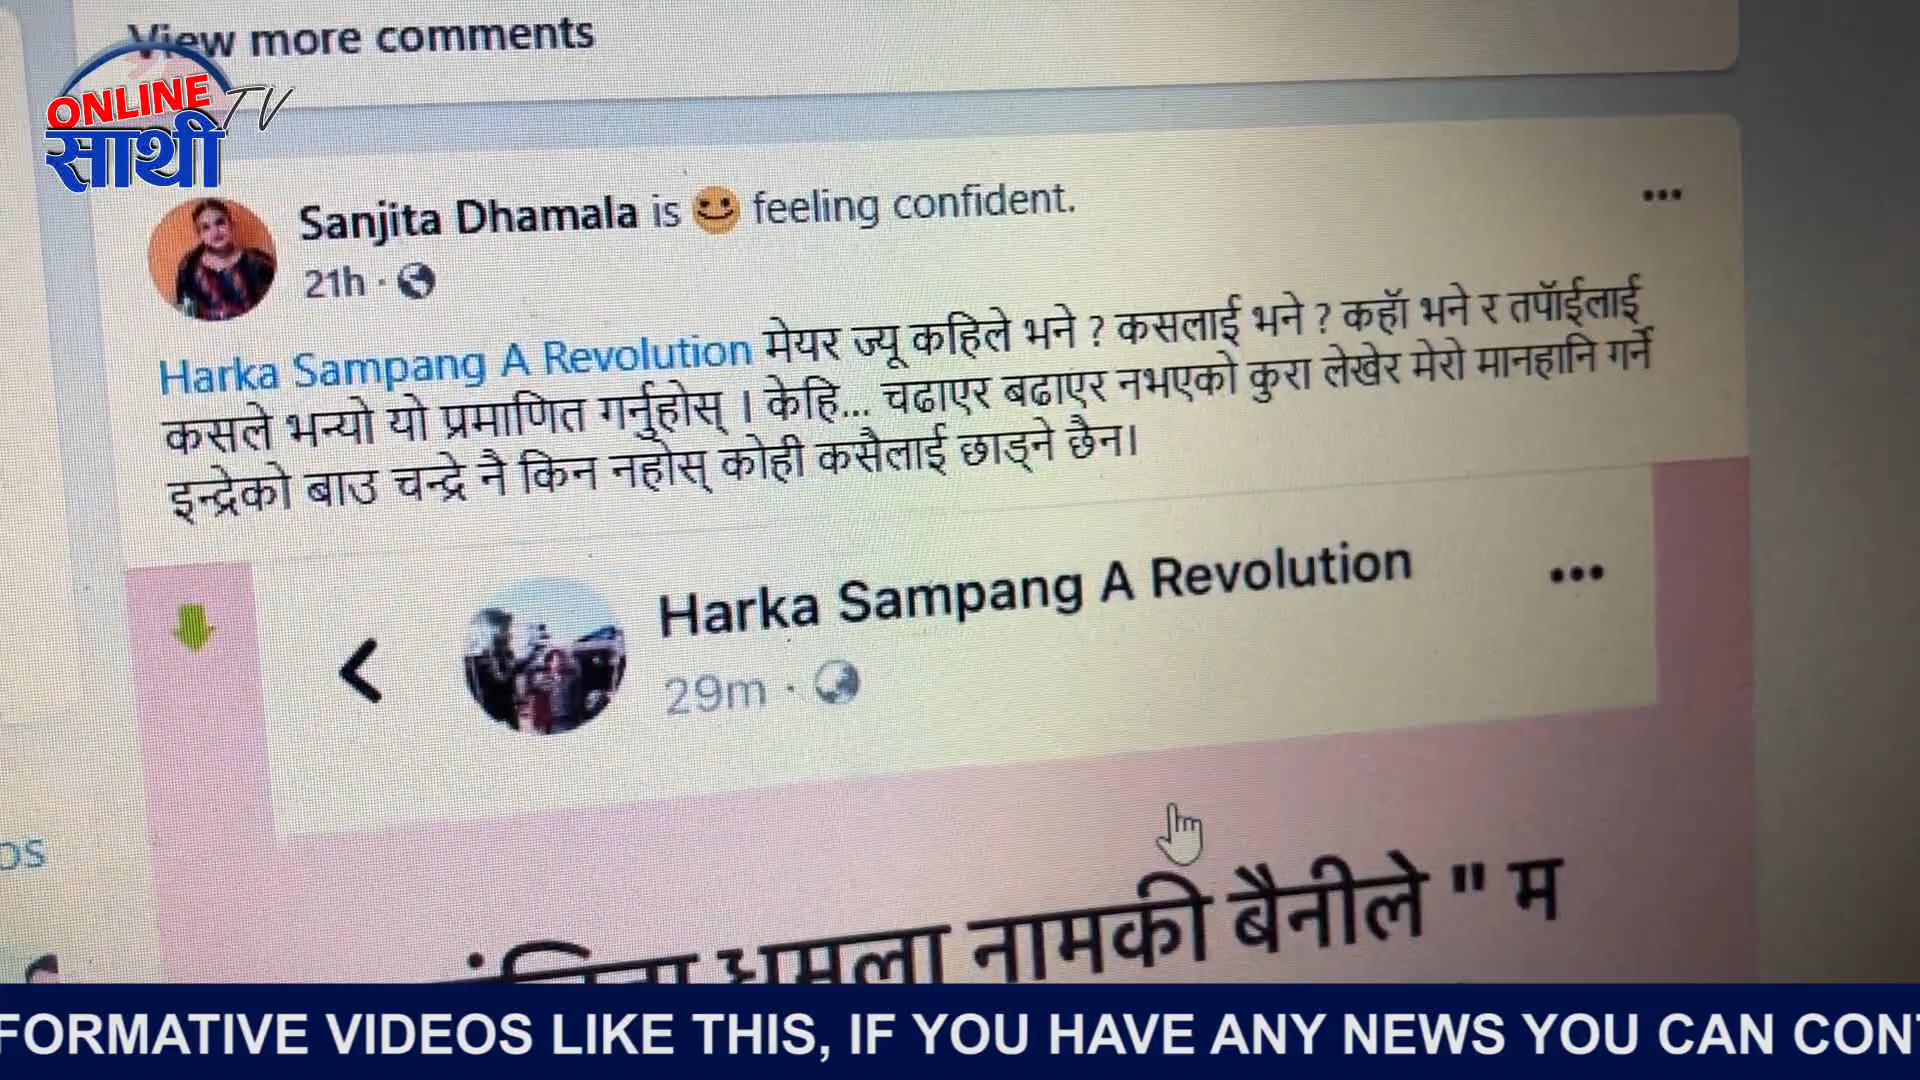 View more comments
ONLINE TV
साथी
Sanjita Dhamala is feeling confident.
21h ·
Harka Sampang A Revolution मेयर ज्यू कहिले भने ? कसलाई भने ? कहाॅ भने र तपाॅईलाई
कसले भन्यो यो प्रमाणित गर्नुहोस् । केहि... चढाएर बढाएर नभएको कुरा लेखेर मेरो मानहानि गर्ने
इन्द्रेको बाउ चन्द्रे नै किन नहोस् कोही कसैलाई छाड्ने छैन।
Harka Sampang A Revolution
29m ·
धमला नामकी बैनीले " म
FORMATIVE VIDEOS LIKE THIS, IF YOU HAVE ANY NEWS YOU CAN CON